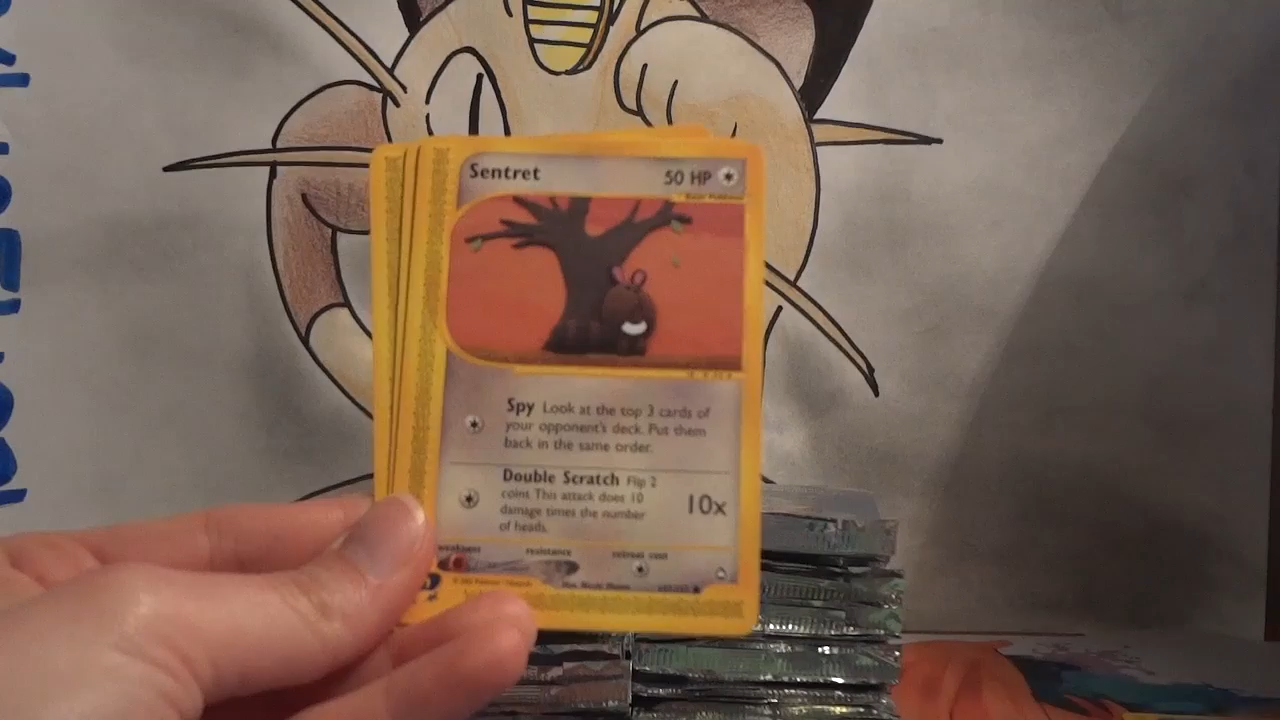 Sentret
50 HP
Basic Pokémon
Spy Look at the top 3 cards of
your opponent's deck. Put them
back in the same order.
Double Scratch Flip 2
coins. This attack does 10
damage times the number
of heads.
10x
weakness
resistance
retreat cost